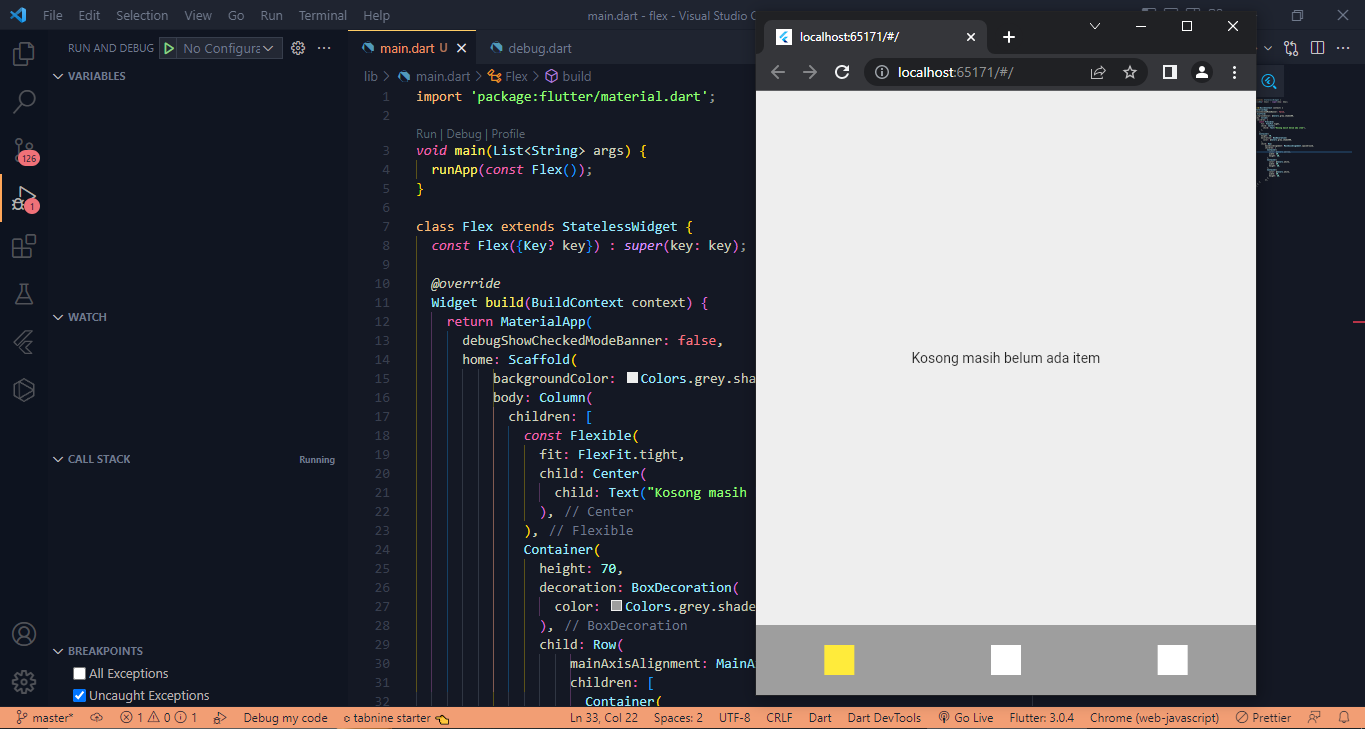 File Edit Selection View Go Run Terminal Help
main.dart - flex - Visual Studio C
RUN AND DEBUG No Configura
VARIABLES
126
1
WATCH
CALL STACK Running
BREAKPOINTS
All Exceptions
Uncaught Exceptions
main.dart U debug.dart
lib > main.dart > Flex > build
1 import 'package:flutter/material.dart';
2
Run | Debug | Profile
3 void main(List<String> args) {
4 runApp(const Flex());
5 }
6
7 class Flex extends StatelessWidget {
8 const Flex({Key? key}) : super(key: key);
9
10 @override
11 Widget build(BuildContext context) {
12 return MaterialApp(
13 debugShowCheckedModeBanner: false,
14 home: Scaffold(
15 backgroundColor: Colors.grey.sha
16 body: Column(
17 children: [
18 const Flexible(
19 fit: FlexFit.tight,
20 child: Center(
21 child: Text("Kosong masih
22 ), // Center
23 ), // Flexible
24 Container(
25 height: 70,
26 decoration: BoxDecoration(
27 color: Colors.grey.shade
28 ), // BoxDecoration
29 child: Row(
30 mainAxisAlignment: MainA
31 children: [
32 Container(
localhost:65171/#/
localhost:65171/#/
Kosong masih belum ada item
master* 1 0 1 Debug my code tabnine starter Ln 33, Col 22 Spaces: 2 UTF-8 CRLF Dart Dart DevTools Go Live Flutter: 3.0.4 Chrome (web-javascript) Prettier